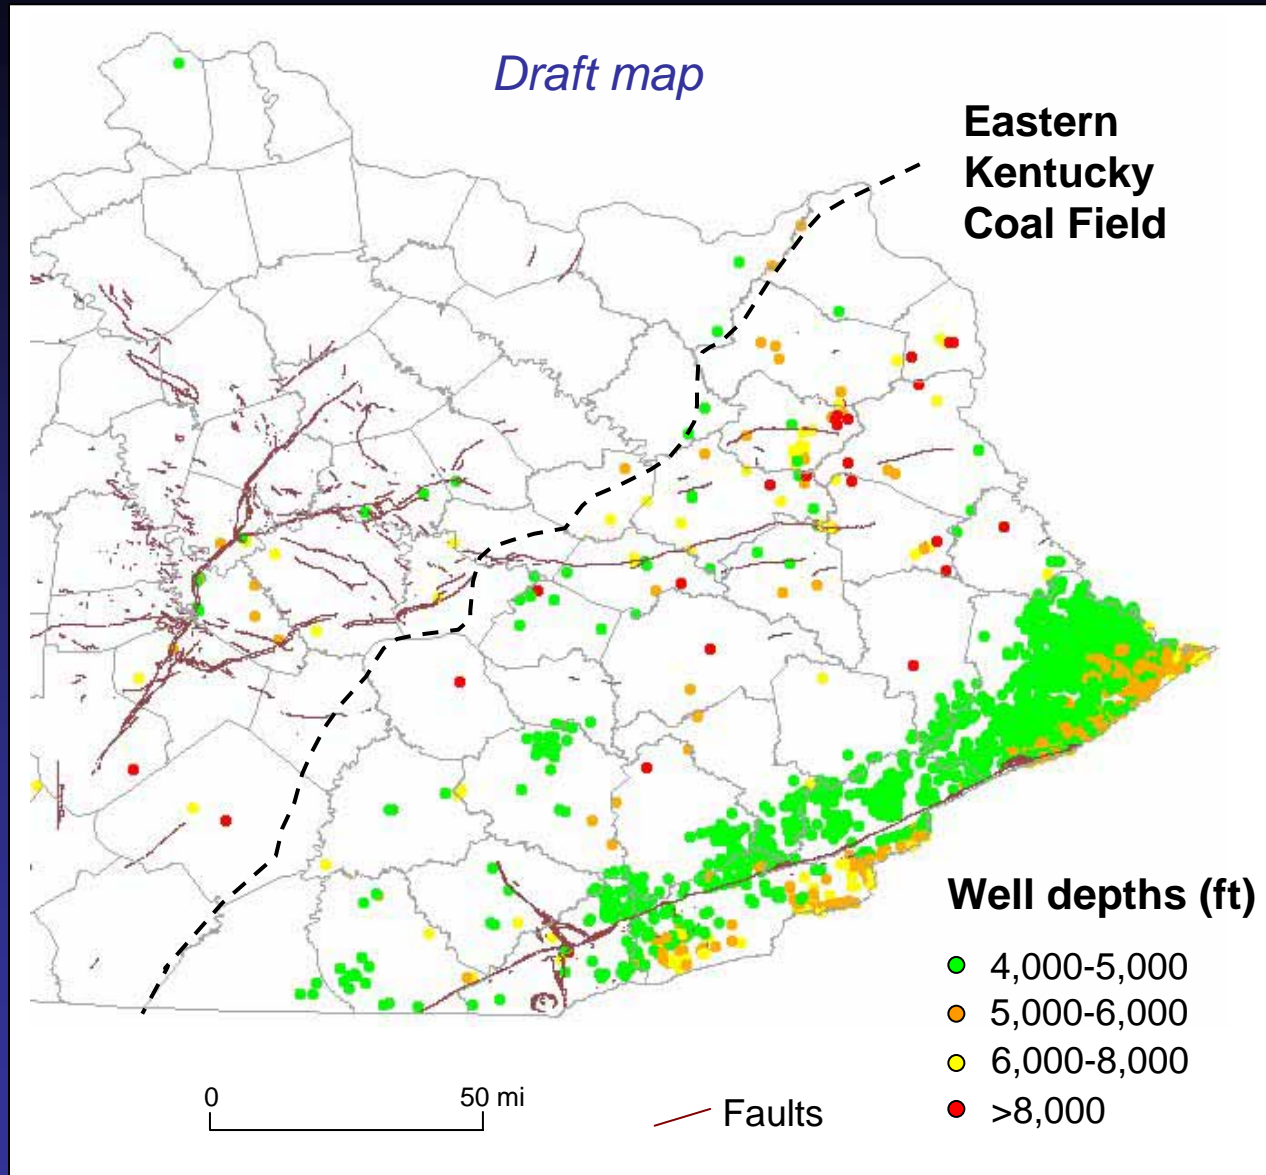 Draft map
Eastern
Kentucky
Coal Field
Well depths (ft)
4,000-5,000
5,000-6,000
6,000-8,000
>8,000
0 50 mi
Faults